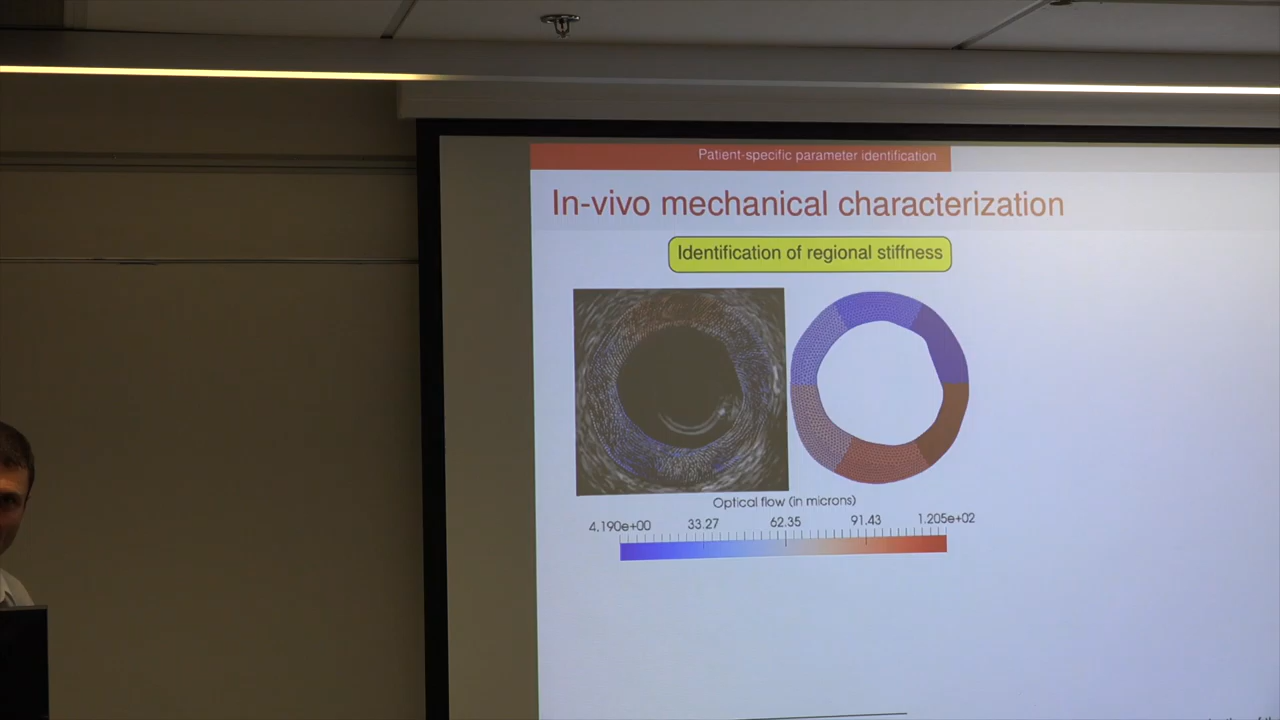 Patient-specific parameter identification
In-vivo mechanical characterization
Identification of regional stiffness
Optical flow (in microns)
4.190e+00 33.27 62.35 91.43 1.205e+02